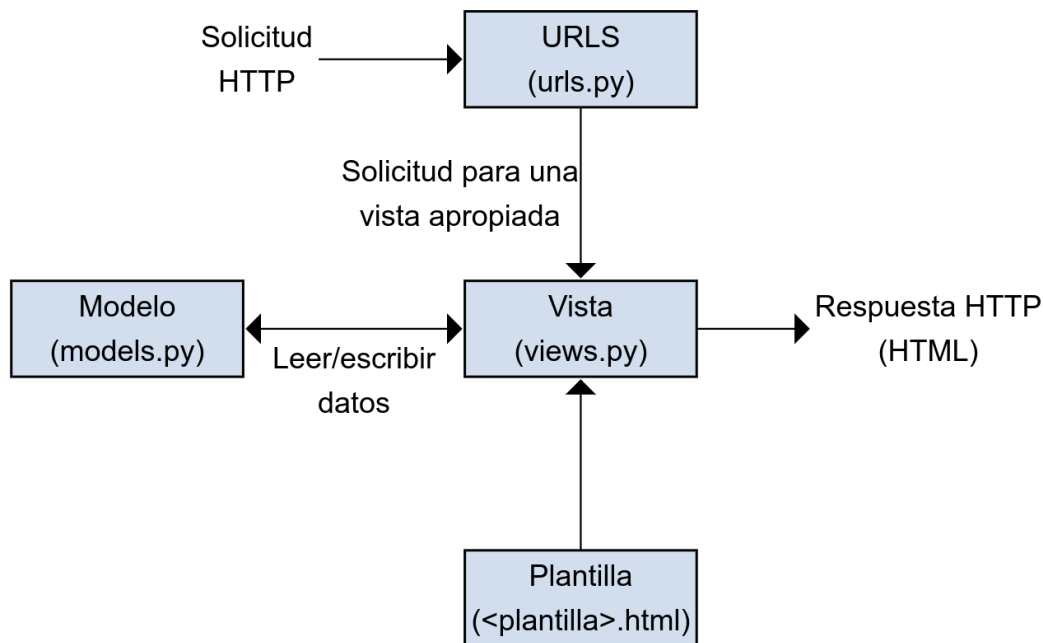 Solicitud
HTTP
URLS
(urls.py)
Solicitud para una
vista apropiada
Modelo
(models.py)
Leer/escribir
datos
Vista
(views.py)
Respuesta HTTP
(HTML)
Plantilla
(<plantilla>.html)